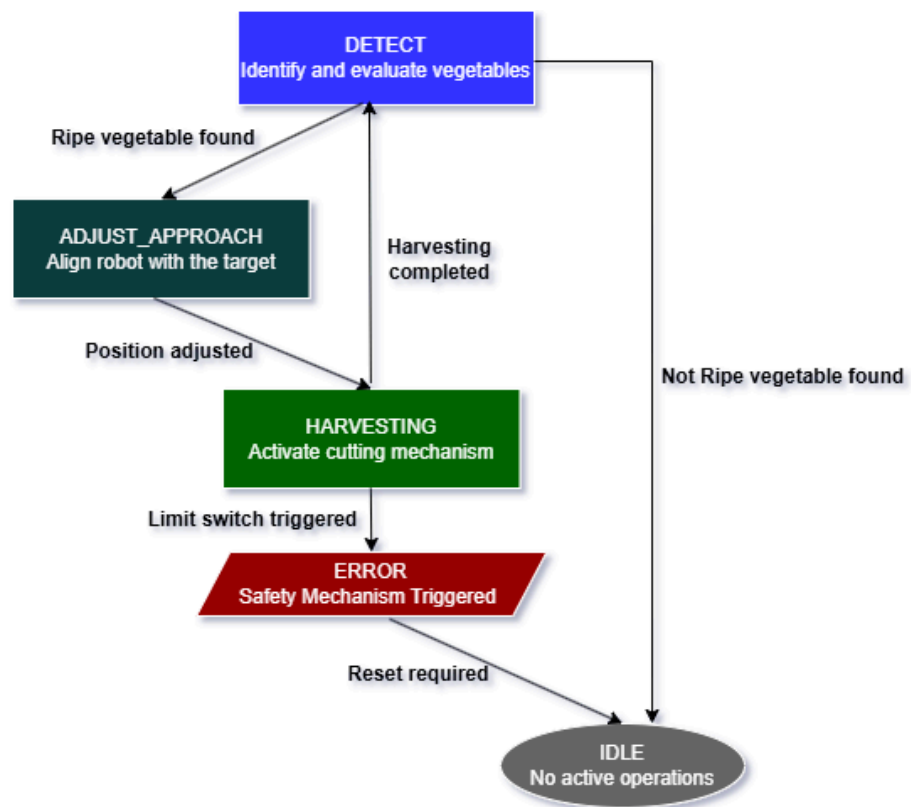 DETECT
Identify and evaluate vegetables
Ripe vegetable found
ADJUST_APPROACH
Align robot with the target
Harvesting
completed
Position adjusted
Not Ripe vegetable found
HARVESTING
Activate cutting mechanism
Limit switch triggered
ERROR
Safety Mechanism Triggered
Reset required
IDLE
No active operations